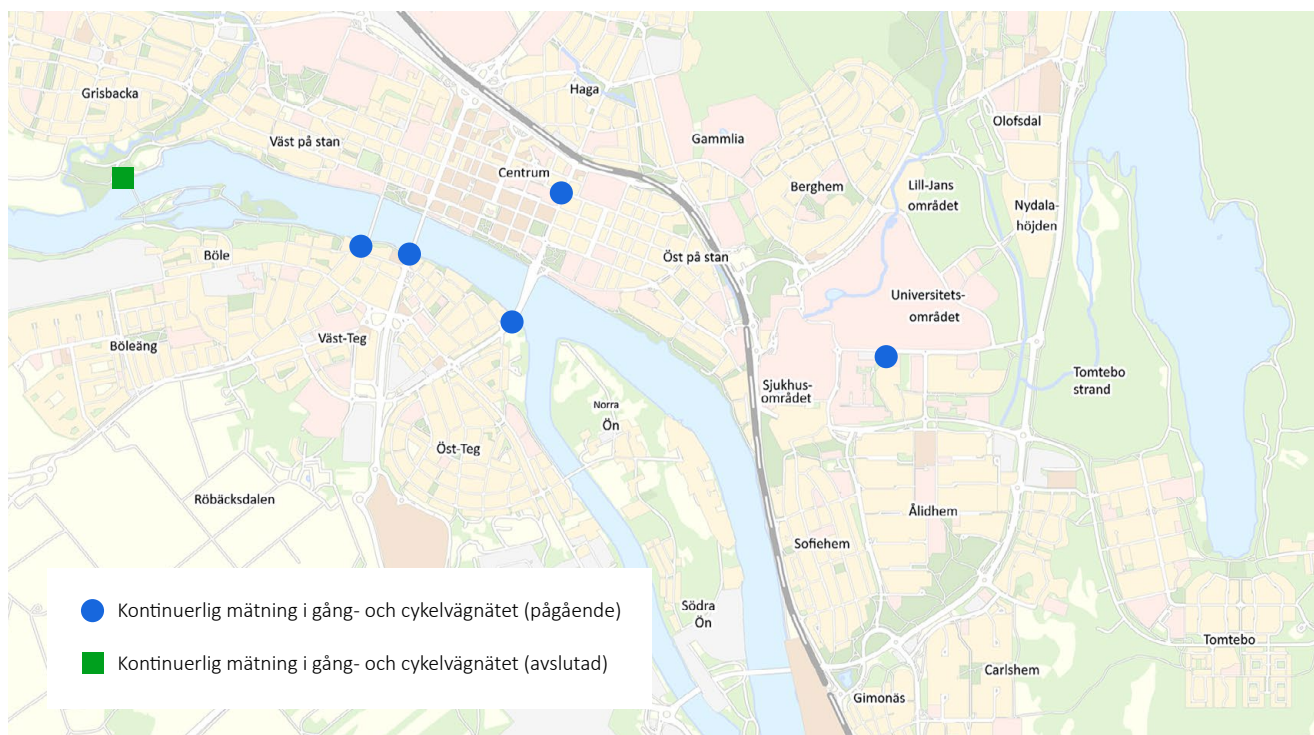 Grisbacka
Haga
Olofsdal
Väst på stan
Gammlia
Centrum
Berghem
Lill-Jans
området
Nydala-
höjden
Böle
Öst på stan
Universitets-
området
Väst-Teg
Böleäng
Tomtebo
strand
Sjukhus-
området
Norra
Ön
Öst-Teg
Röbäcksdalen
Ålidhem
Sofiehem
Södra
Ön
Tomtebo
Carlshem
Gimonäs
Kontinuerlig mätning i gång- och cykelvägnätet (pågående)
Kontinuerlig mätning i gång- och cykelvägnätet (avslutad)